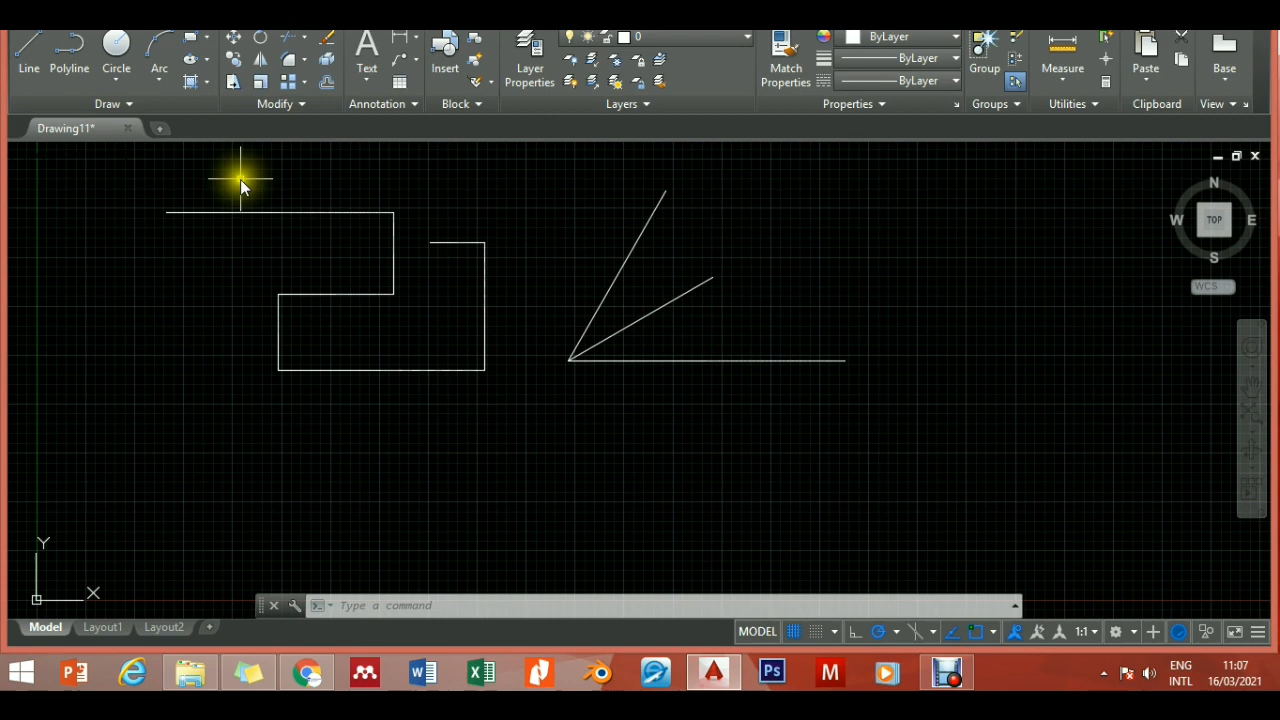 Line Polyline Circle Arc Text Insert Layer Properties 0 Match Properties ByLayer ByLayer ByLayer Group Measure Paste Base
Draw Modify Annotation Block Layers Properties Groups Utilities Clipboard View
Drawing11*
N
W TOP E
S
WCS
Y
X
Type a command
Model Layout1 Layout2 MODEL 1:1
ENG 11:07
INTL 16/03/2021